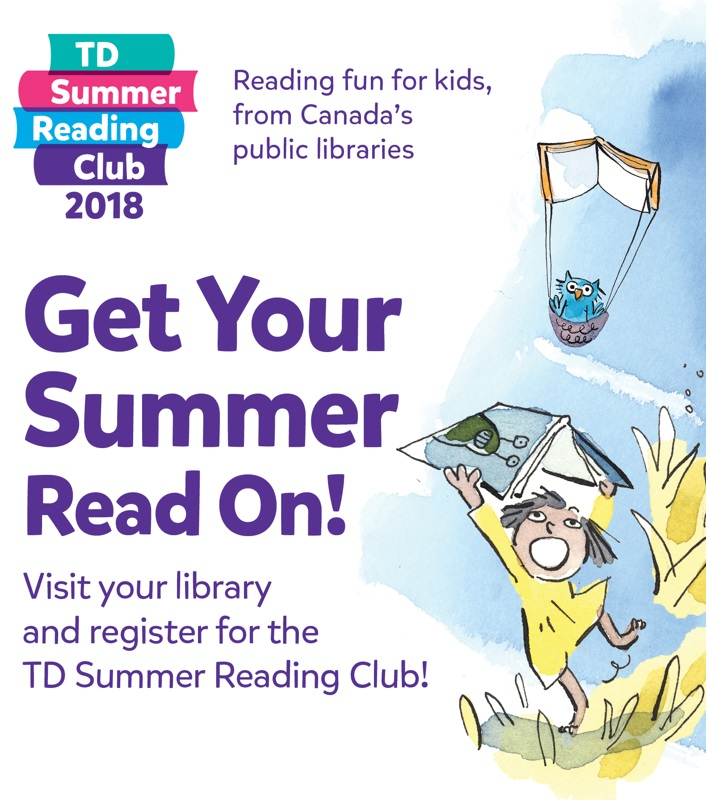 TD
Summer
Reading
Club
2018
Reading fun for kids,
from Canada's
public libraries
Get Your
Summer
Read On!
Visit your library
and register for the
TD Summer Reading Club!